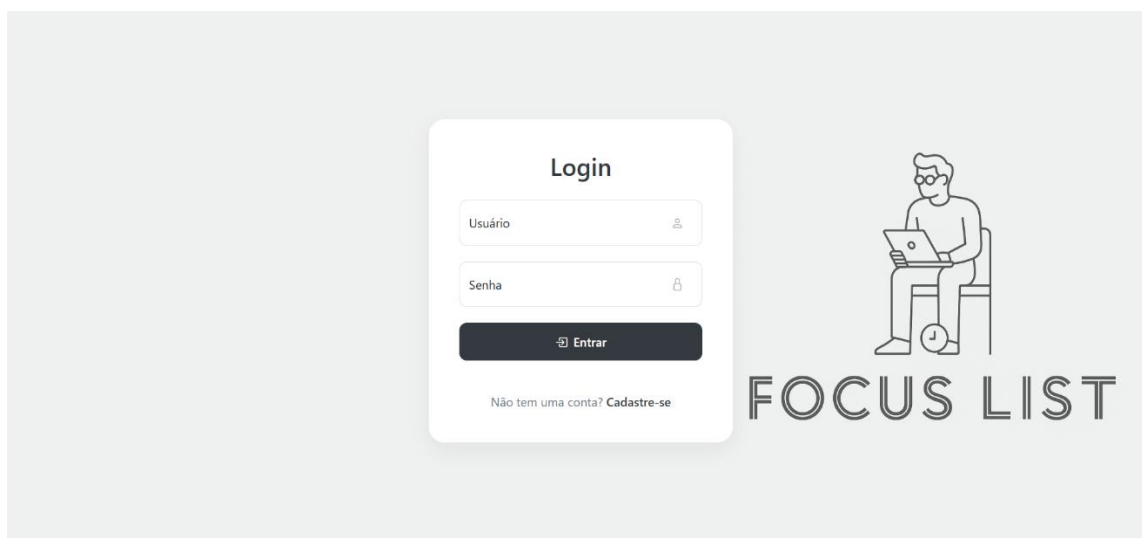 Login
Usuário
Senha
Entrar
Não tem uma conta? Cadastre-se
FOCUS LIST